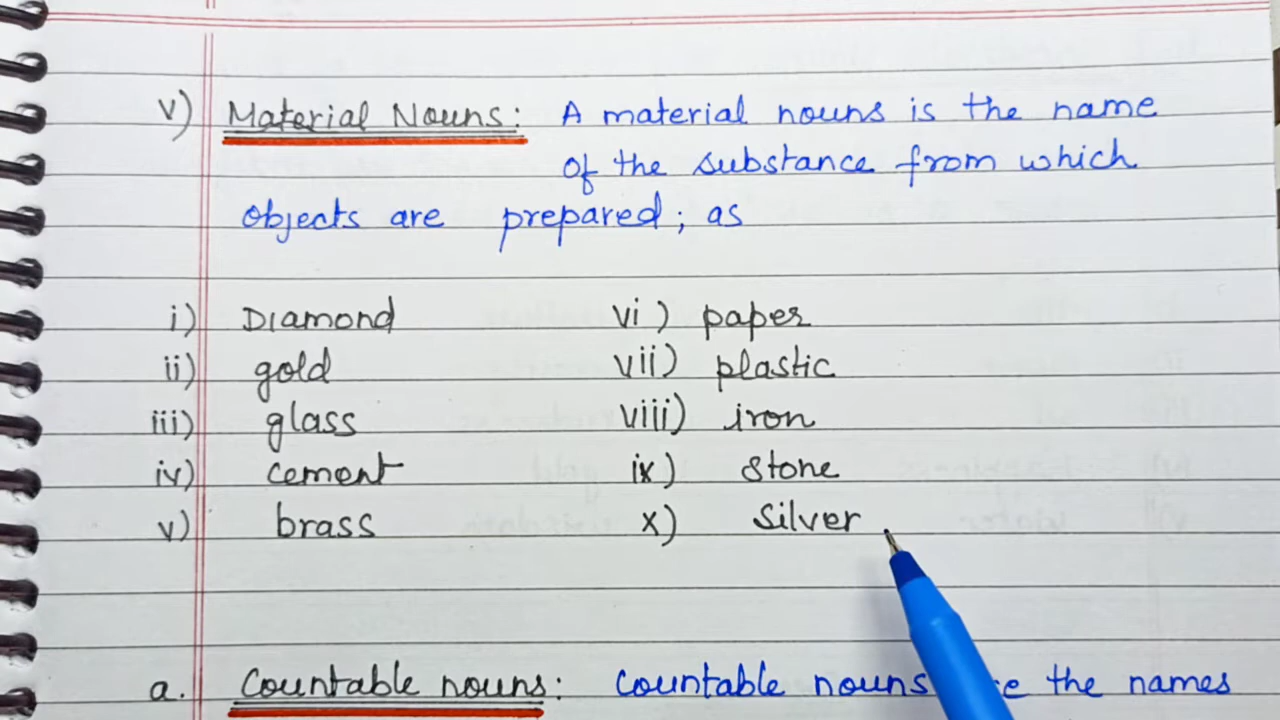 v) Material Nouns: A material nouns is the name
of the substance from which
objects are prepared; as
i) Diamond vi) paper
ii) gold vii) plastic
iii) glass viii) iron
iv) cement ix) stone
v) brass x) silver
a. Countable nouns: Countable nouns the names